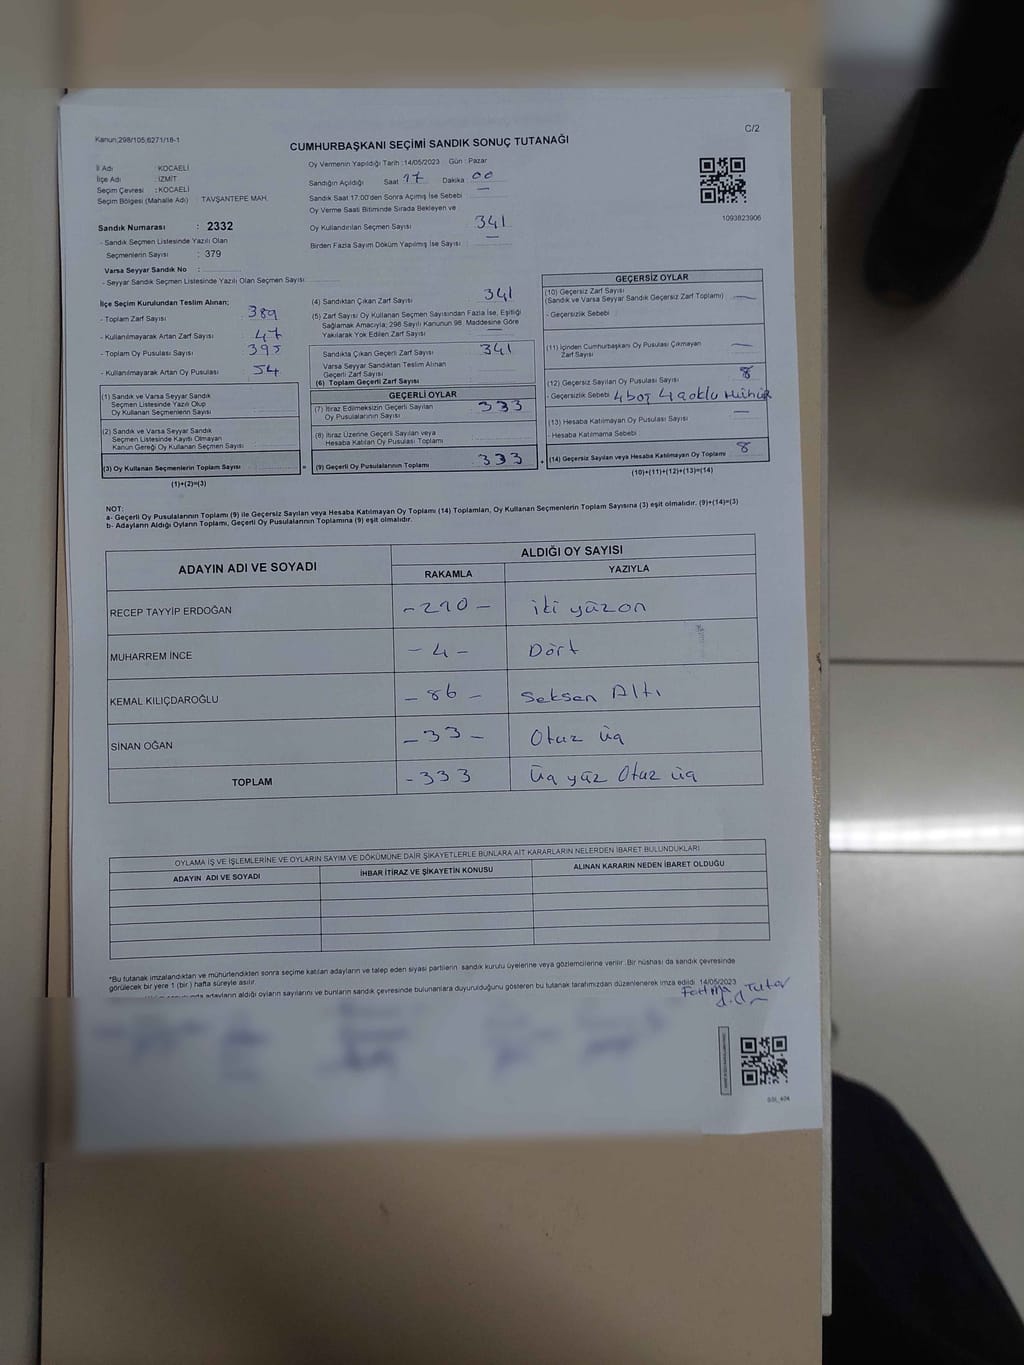 Kanun;298/105;6271/18-1
C/2
CUMHURBAŞKANI SEÇİMİ SANDIK SONUÇ TUTANAĞI
İl Adı : KOCAELİ
İlçe Adı : İZMİT
Seçim Çevresi : KOCAELİ
Seçim Bölgesi (Mahalle Adı) : TAVŞANTEPE MAH.
Sandık Numarası : 2332
- Sandık Seçmen Listesinde Yazılı Olan
Seçmenlerin Sayısı : 379
Varsa Seyyar Sandık No :
- Seyyar Sandık Seçmen Listesinde Yazılı Olan Seçmen Sayısı
Oy Vermenin Yapıldığı Tarih :14/05/2023 Gün : Pazar
Sandığın Açıldığı Saat 17 Dakika 00
Sandık Saat 17:00'den Sonra Açımış İse Sebebi —
Oy Verme Saati Bitiminde Sırada Bekleyen ve
Oy Kullandırılan Seçmen Sayısı 341
Birden Fazla Sayım Döküm Yapılmış İse Sayısı —
1093823906
İlçe Seçim Kurulundan Teslim Alınan;
- Toplam Zarf Sayısı 389
- Kullanılmayarak Artan Zarf Sayısı 47
- Toplam Oy Pusulası Sayısı 395
- Kullanılmayarak Artan Oy Pusulası 54
(1) Sandık ve Varsa Seyyar Sandık
Seçmen Listesinde Yazılı Olup
Oy Kullanan Seçmenlerin Sayısı
(2) Sandık ve Varsa Seyyar Sandık
Seçmen Listesinde Kayıtlı Olmayan
Kanun Gereği Oy Kullanan Seçmen Sayısı
(3) Oy Kullanan Seçmenlerin Toplam Sayısı
=
(1)+(2)=(3)
(4) Sandıktan Çıkan Zarf Sayısı 341
(5) Zarf Sayısı Oy Kullanan Seçmen Sayısından Fazla İse, Eşitliği
Sağlamak Amacıyla; 298 Sayılı Kanunun 98. Maddesine Göre
Yakılarak Yok Edilen Zarf Sayısı —
Sandıkta Çıkan Geçerli Zarf Sayısı 341
Varsa Seyyar Sandıktan Teslim Alınan
Geçerli Zarf Sayısı
(6) Toplam Geçerli Zarf Sayısı
GEÇERLİ OYLAR
(7) İtiraz Edilmeksizin Geçerli Sayılan
Oy Pusulalarının Sayısı 333
(8) İtiraz Üzerine Geçerli Sayılan veya
Hesaba Katılan Oy Pusulası Toplamı
(9) Geçerli Oy Pusulalarının Toplamı 333
+
GEÇERSİZ OYLAR
(10) Geçersiz Zarf Sayısı
(Sandık ve Varsa Seyyar Sandık Geçersiz Zarf Toplamı) —
- Geçersizlik Sebebi
(11) İçinden Cumhurbaşkanı Oy Pusulası Çıkmayan
Zarf Sayısı —
(12) Geçersiz Sayılan Oy Pusulası Sayısı 8
- Geçersizlik Sebebi 4 boş 4 çoklu mühür
(13) Hesaba Katılmayan Oy Pusulası Sayısı —
- Hesaba Katılmama Sebebi
(14) Geçersiz Sayılan veya Hesaba Katılmayan Oy Toplamı 8
(10)+(11)+(12)+(13)=(14)
NOT:
a- Geçerli Oy Pusulalarının Toplamı (9) ile Geçersiz Sayılan veya Hesaba Katılmayan Oy Toplamı (14) Toplamları, Oy Kullanan Seçmenlerin Toplam Sayısına (3) eşit olmalıdır. (9)+(14)=(3)
b- Adayların Aldığı Oyların Toplamı, Geçerli Oy Pusulalarının Toplamına (9) eşit olmalıdır.
ADAYIN ADI VE SOYADI
ALDIĞI OY SAYISI
RAKAMLA YAZIYLA
RECEP TAYYİP ERDOĞAN - 210 - iki yüzon
MUHARREM İNCE - 4 - Dört
KEMAL KILIÇDAROĞLU - 86 - Seksen Altı
SİNAN OĞAN - 33 - Otuz üç
TOPLAM - 333 üç yüz Otuz üç
OYLAMA İŞ VE İŞLEMLERİNE VE OYLARIN SAYIM VE DÖKÜMÜNE DAİR ŞİKAYETLERLE BUNLARA AİT KARARLARIN NELERDEN İBARET BULUNDUKLARI
ADAYIN ADI VE SOYADI İHBAR İTİRAZ VE ŞİKAYETİN KONUSU ALINAN KARARIN NEDEN İBARET OLDUĞU
*Bu tutanak imzalandıktan ve mühürlendikten sonra seçime katılan adayların ve talep eden siyasi partilerin sandık kurulu üyelerine veya gözlemcilerine verilir. Bir nüshası da sandık çevresinde
görülecek bir yere 1 (bir) hafta süreyle asılır.
adayların aldığı oyların sayılarını ve bunların sandık çevresinde bulunanlara duyurulduğunu gösteren bu tutanak tarafımızdan düzenlenerek imza edildi. 14/05/2023
Fatma Tutar